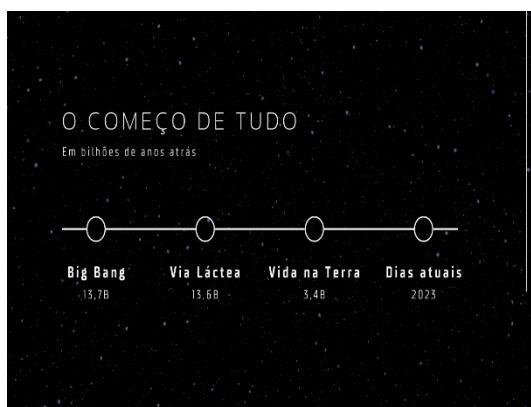 O COMEÇO DE TUDO
Em bilhões de anos atrás
Big Bang Via Láctea Vida na Terra Dias atuais
13,7B 13,6B 3,4B 2023